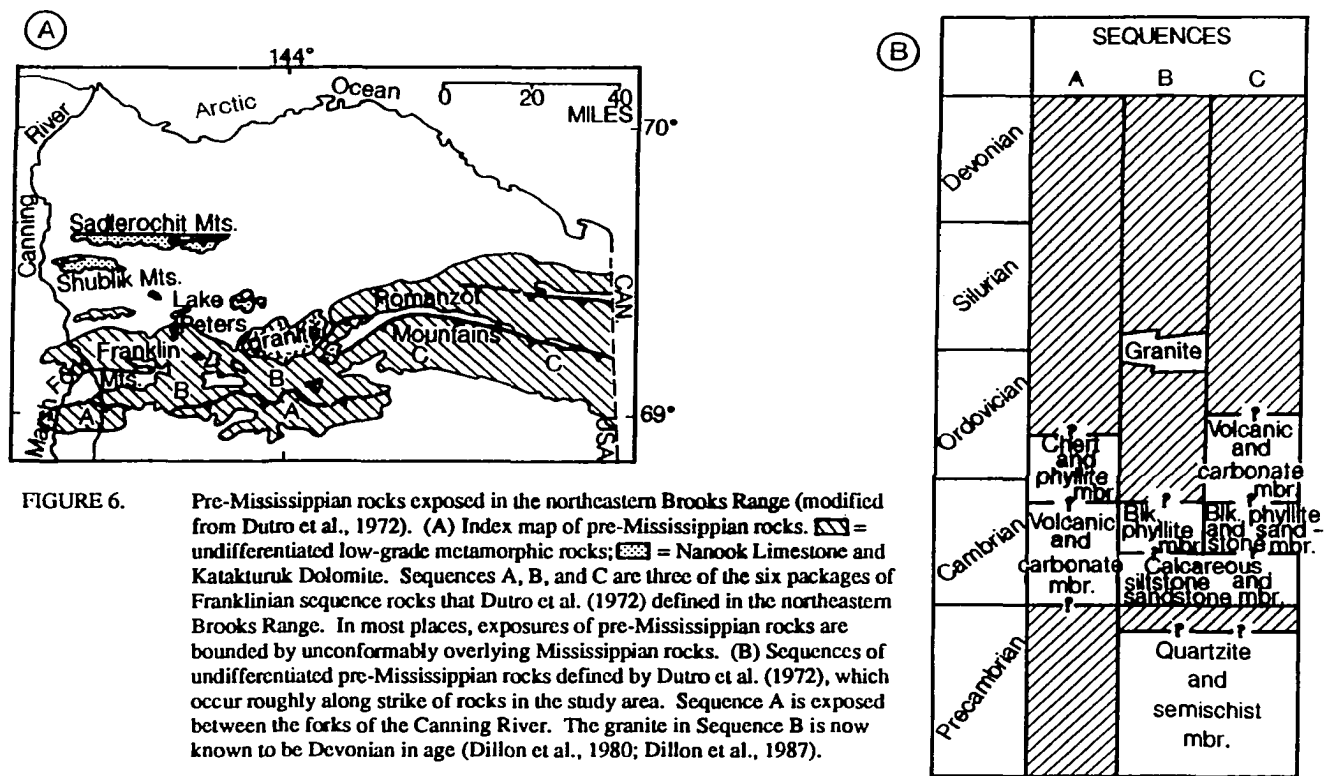 A
144°
Arctic
Ocean
0 20 40
MILES
70°
River
Canning
Sadlerochit Mts.
Shublik Mts.
Lake
Peters
Romanzof
Mountains
granite
Franklin
Mts.
B
B
A
A
C
C
CAN.
USA
69°
FIGURE 6. Pre-Mississippian rocks exposed in the northeastern Brooks Range (modified
from Dutro et al., 1972). (A) Index map of pre-Mississippian rocks. =
undifferentiated low-grade metamorphic rocks; = Nanook Limestone and
Katakturuk Dolomite. Sequences A, B, and C are three of the six packages of
Franklinian sequence rocks that Dutro et al. (1972) defined in the northeastern
Brooks Range. In most places, exposures of pre-Mississippian rocks are
bounded by unconformably overlying Mississippian rocks. (B) Sequences of
undifferentiated pre-Mississippian rocks defined by Dutro et al. (1972), which
occur roughly along strike of rocks in the study area. Sequence A is exposed
between the forks of the Canning River. The granite in Sequence B is now
known to be Devonian in age (Dillon et al., 1980; Dillon et al., 1987).
B
SEQUENCES
A B C
Devonian
Silurian
Ordovician
Cambrian
Precambrian
Granite
?
Chert
and
phyllite
mbr.
?
Volcanic
and
carbonate
mbr.
?
?
Blk.
phyllite
mbr.
?
Volcanic
and
carbonate
mbr.
?
Blk. phyllite
and sand-
stone mbr.
? ?
Calcareous
siltstone and
sandstone mbr.
? ?
Quartzite
and
semischist
mbr.